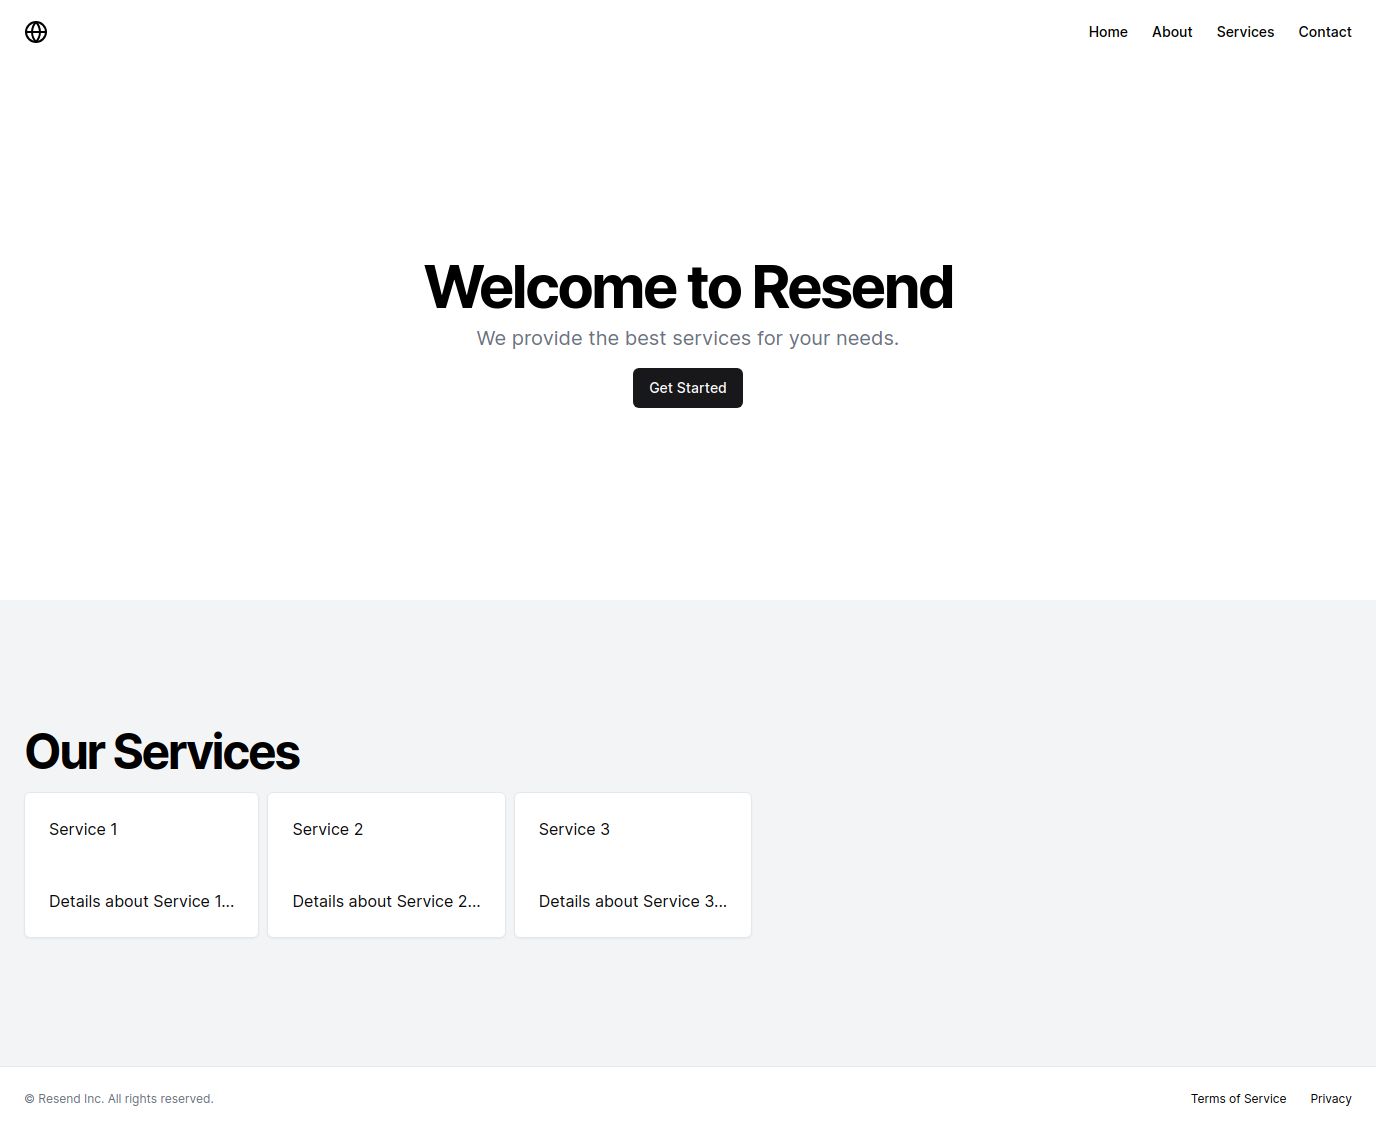 Home About Services Contact
Welcome to Resend
We provide the best services for your needs.
Get Started
Our Services
Service 1
Details about Service 1...
Service 2
Details about Service 2...
Service 3
Details about Service 3...
© Resend Inc. All rights reserved.
Terms of Service Privacy